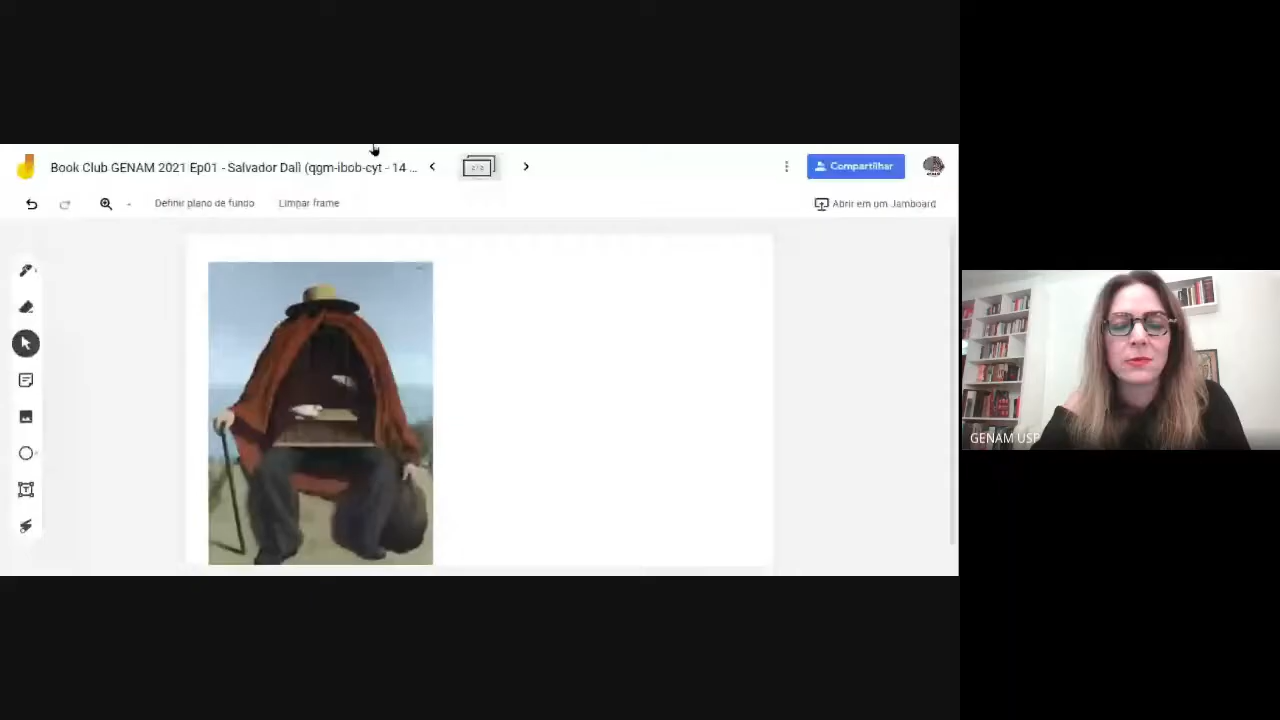 Book Club GENAM 2021 Ep01 - Salvador Dalí (qgm-ibob-cyt - 14 ...
Compartilhar
Definir plano de fundo
Limpar frame
Abrir em um Jamboard
GENAM USP